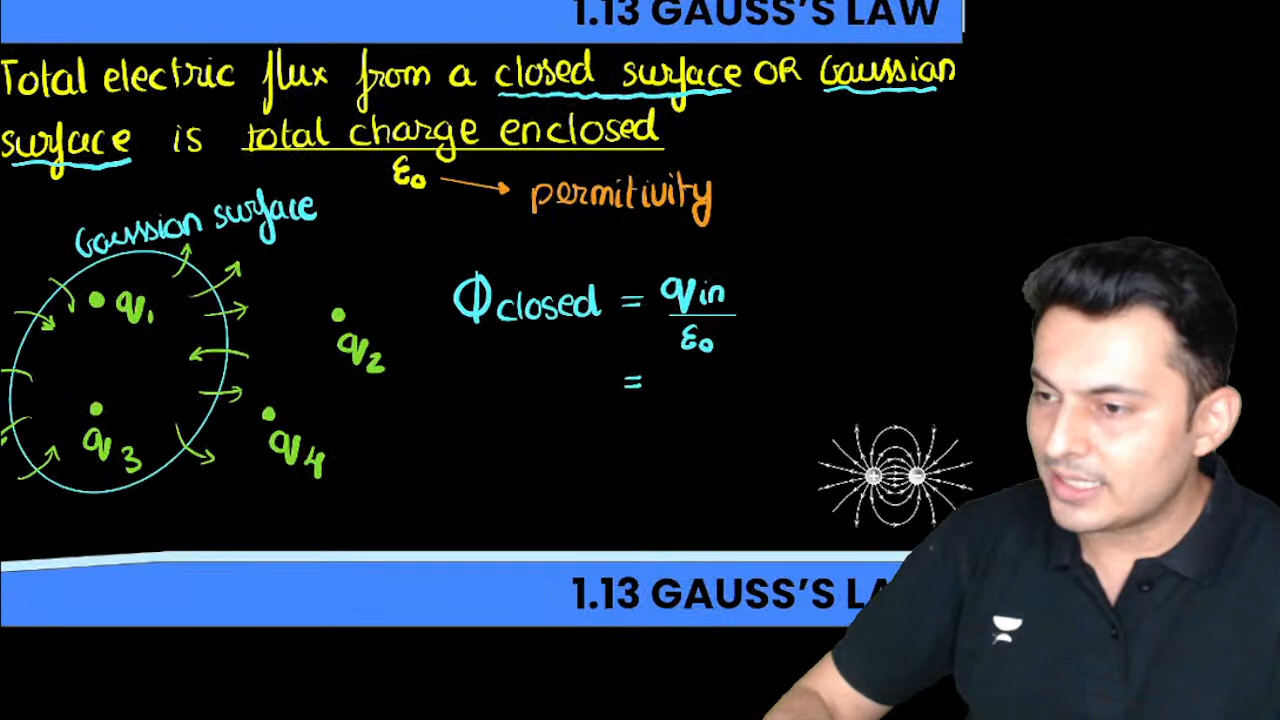 1.13 GAUSS'S LAW
Total electric flux from a closed surface OR Gaussian
surface is total charge enclosed
ε₀ → permitivity
Gaussian surface
q₁
q₂
q₃
q₄
Φclosed = qin
ε₀
=
+ −
1.13 GAUSS'S LA